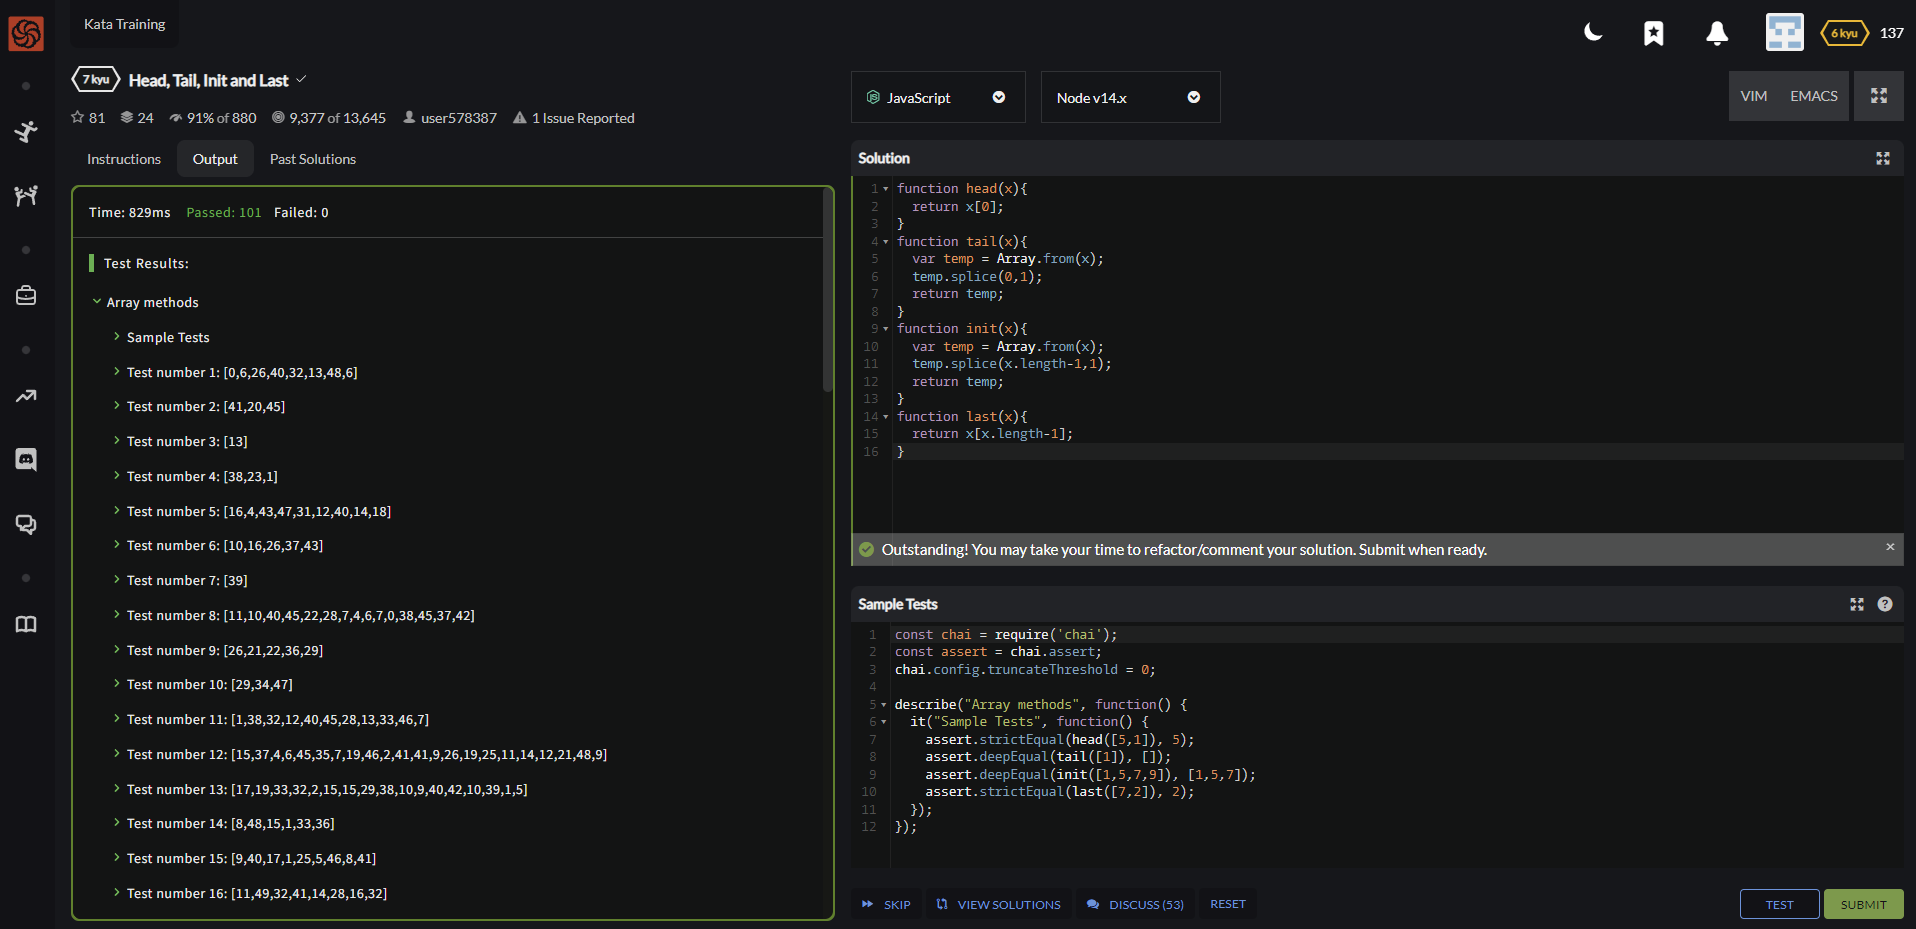 Kata Training
6 kyu 137
7 kyu Head, Tail, Init and Last
81 24 91% of 880 9,377 of 13,645 user578387 1 Issue Reported
Instructions Output Past Solutions
Time: 829ms Passed: 101 Failed: 0
Test Results:
Array methods
Sample Tests
Test number 1: [0,6,26,40,32,13,48,6]
Test number 2: [41,20,45]
Test number 3: [13]
Test number 4: [38,23,1]
Test number 5: [16,4,43,47,31,12,40,14,18]
Test number 6: [10,16,26,37,43]
Test number 7: [39]
Test number 8: [11,10,40,45,22,28,7,4,6,7,0,38,45,37,42]
Test number 9: [26,21,22,36,29]
Test number 10: [29,34,47]
Test number 11: [1,38,32,12,40,45,28,13,33,46,7]
Test number 12: [15,37,4,6,45,35,7,19,46,2,41,41,9,26,19,25,11,14,12,21,48,9]
Test number 13: [17,19,33,32,2,15,15,29,38,10,9,40,42,10,39,1,5]
Test number 14: [8,48,15,1,33,36]
Test number 15: [9,40,17,1,25,5,46,8,41]
Test number 16: [11,49,32,41,14,28,16,32]
JavaScript Node v14.x VIM EMACS
Solution
1 function head(x){
2   return x[0];
3 }
4 function tail(x){
5   var temp = Array.from(x);
6   temp.splice(0,1);
7   return temp;
8 }
9 function init(x){
10   var temp = Array.from(x);
11   temp.splice(x.length-1,1);
12   return temp;
13 }
14 function last(x){
15   return x[x.length-1];
16 }
Outstanding! You may take your time to refactor/comment your solution. Submit when ready. ×
Sample Tests ?
1 const chai = require('chai');
2 const assert = chai.assert;
3 chai.config.truncateThreshold = 0;
4
5 describe("Array methods", function() {
6   it("Sample Tests", function() {
7     assert.strictEqual(head([5,1]), 5);
8     assert.deepEqual(tail([1]), []);
9     assert.deepEqual(init([1,5,7,9]), [1,5,7]);
10     assert.strictEqual(last([7,2]), 2);
11   });
12 });
SKIP VIEW SOLUTIONS DISCUSS (53) RESET TEST SUBMIT